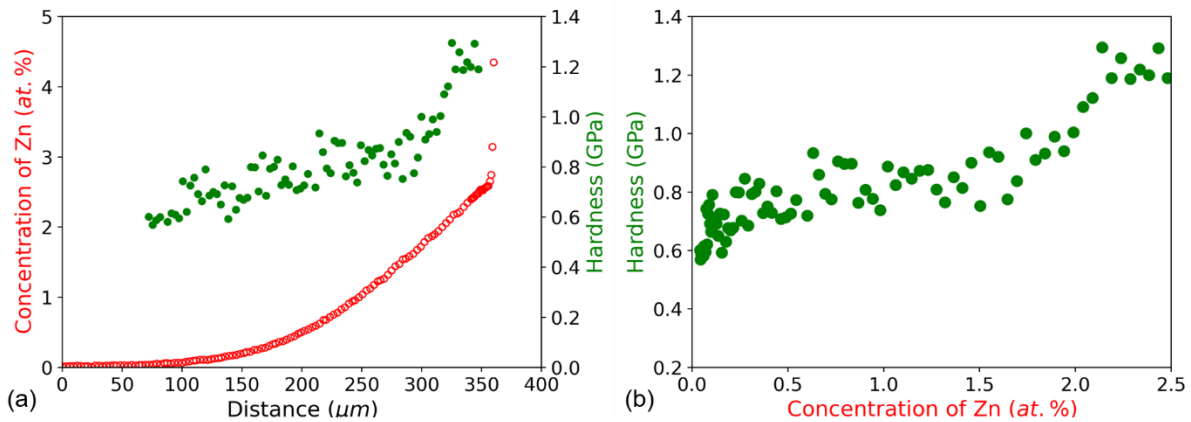 Concentration of Zn (at. %)
5
4
3
2
1
0
0 50 100 150 200 250 300 350 400
Distance (μm)
1.4
1.2
1.0
0.8
0.6
0.4
0.2
0.0
Hardness (GPa)
(a)
Hardness (GPa)
1.4
1.2
1.0
0.8
0.6
0.4
0.2
0.0 0.5 1.0 1.5 2.0 2.5
Concentration of Zn (at. %)
(b)